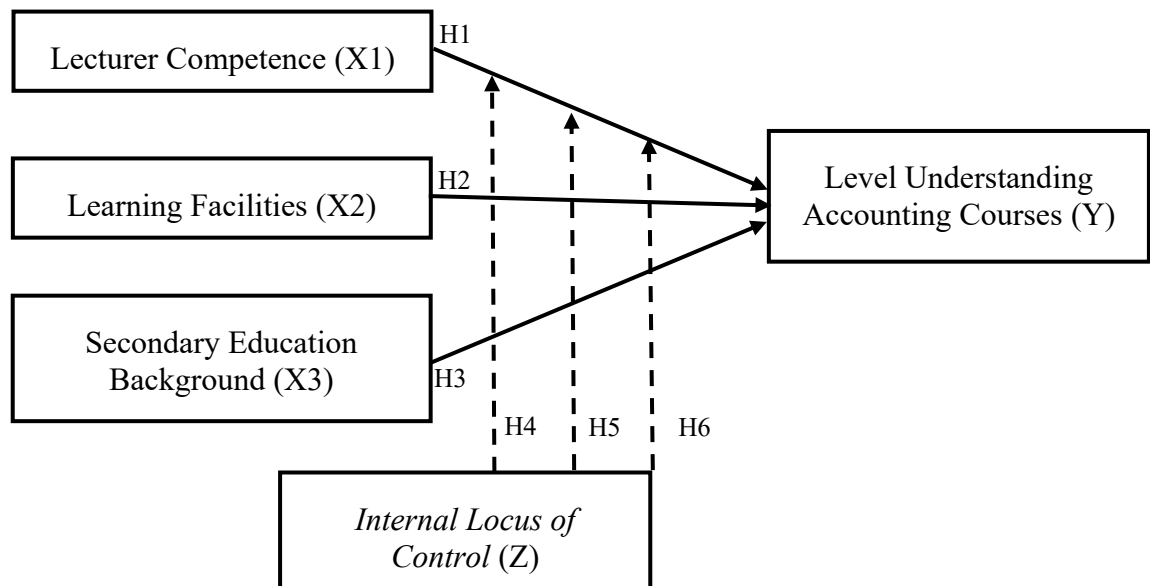 H1
Lecturer Competence (X1)
H2
Learning Facilities (X2)
Level Understanding
Accounting Courses (Y)
Secondary Education
Background (X3)
H3
H4
H5
H6
Internal Locus of
Control (Z)